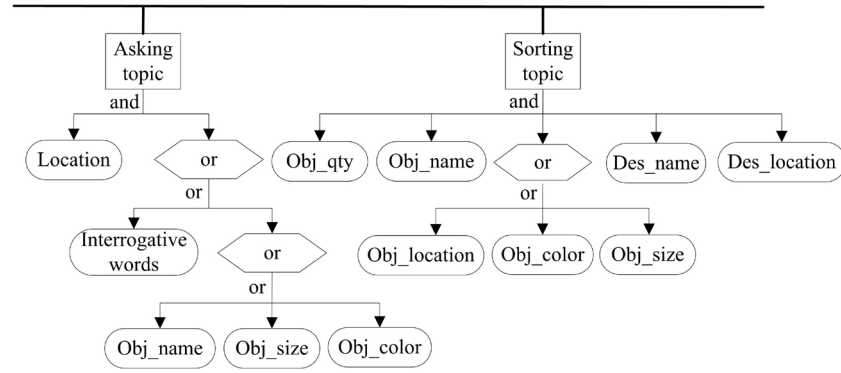 Asking
topic
Sorting
topic
and
and
Location
or
Obj_qty
Obj_name
or
Des_name
Des_location
or
or
Interrogative
words
or
Obj_location
Obj_color
Obj_size
or
Obj_name
Obj_size
Obj_color